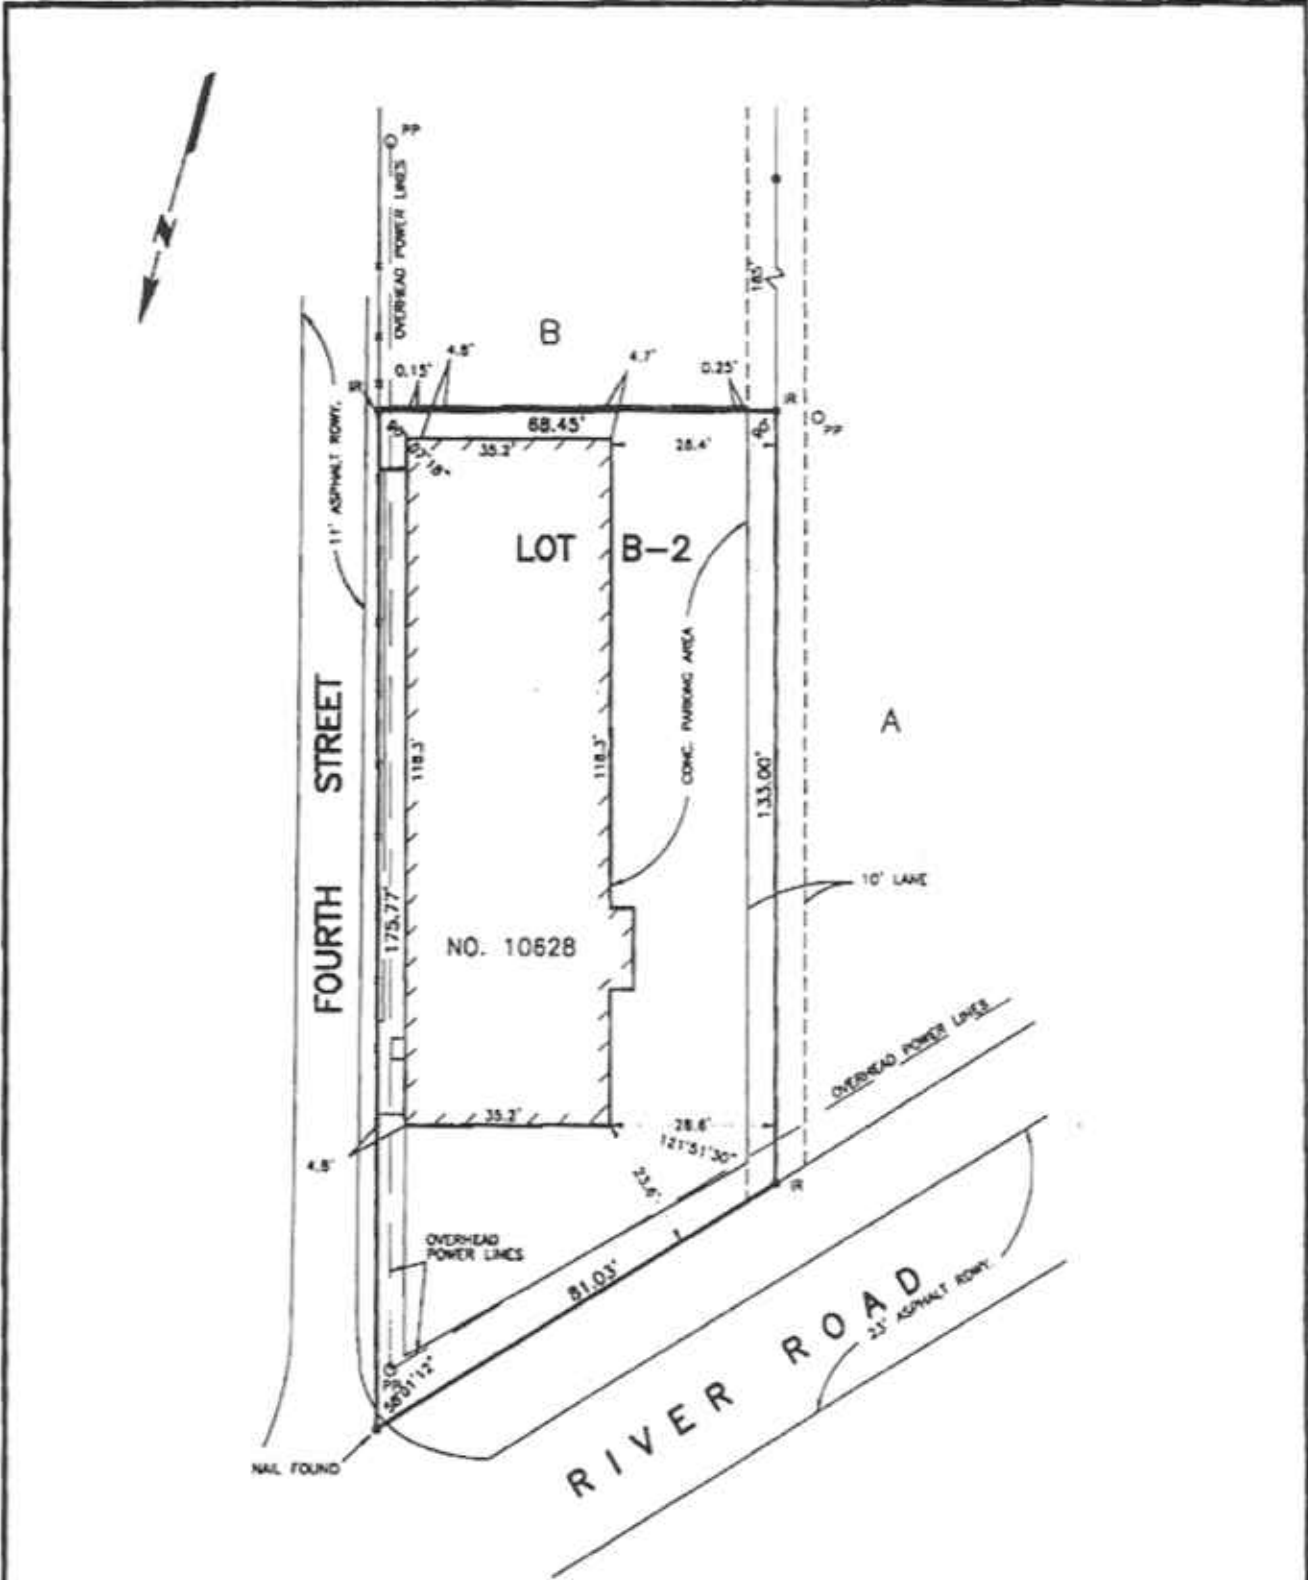 PP
OVERHEAD POWER LINES
N
185'
B
4.8'
4.7'
0.15'
0.25'
IR
IR
PP
68.45'
90°
35.2'
28.4'
11' ASPHALT RDWY.
LOT B-2
CONC. PARKING AREA
FOURTH STREET
118.3'
118.3'
133.00'
A
10' LANE
175.77'
NO. 10628
OVERHEAD POWER LINES
35.2'
28.6'
121°51'30"
4.8'
23.6'
IR
OVERHEAD
POWER LINES
81.03'
RIVER ROAD
23' ASPHALT RDWY.
PP
58°01'12"
NAIL FOUND